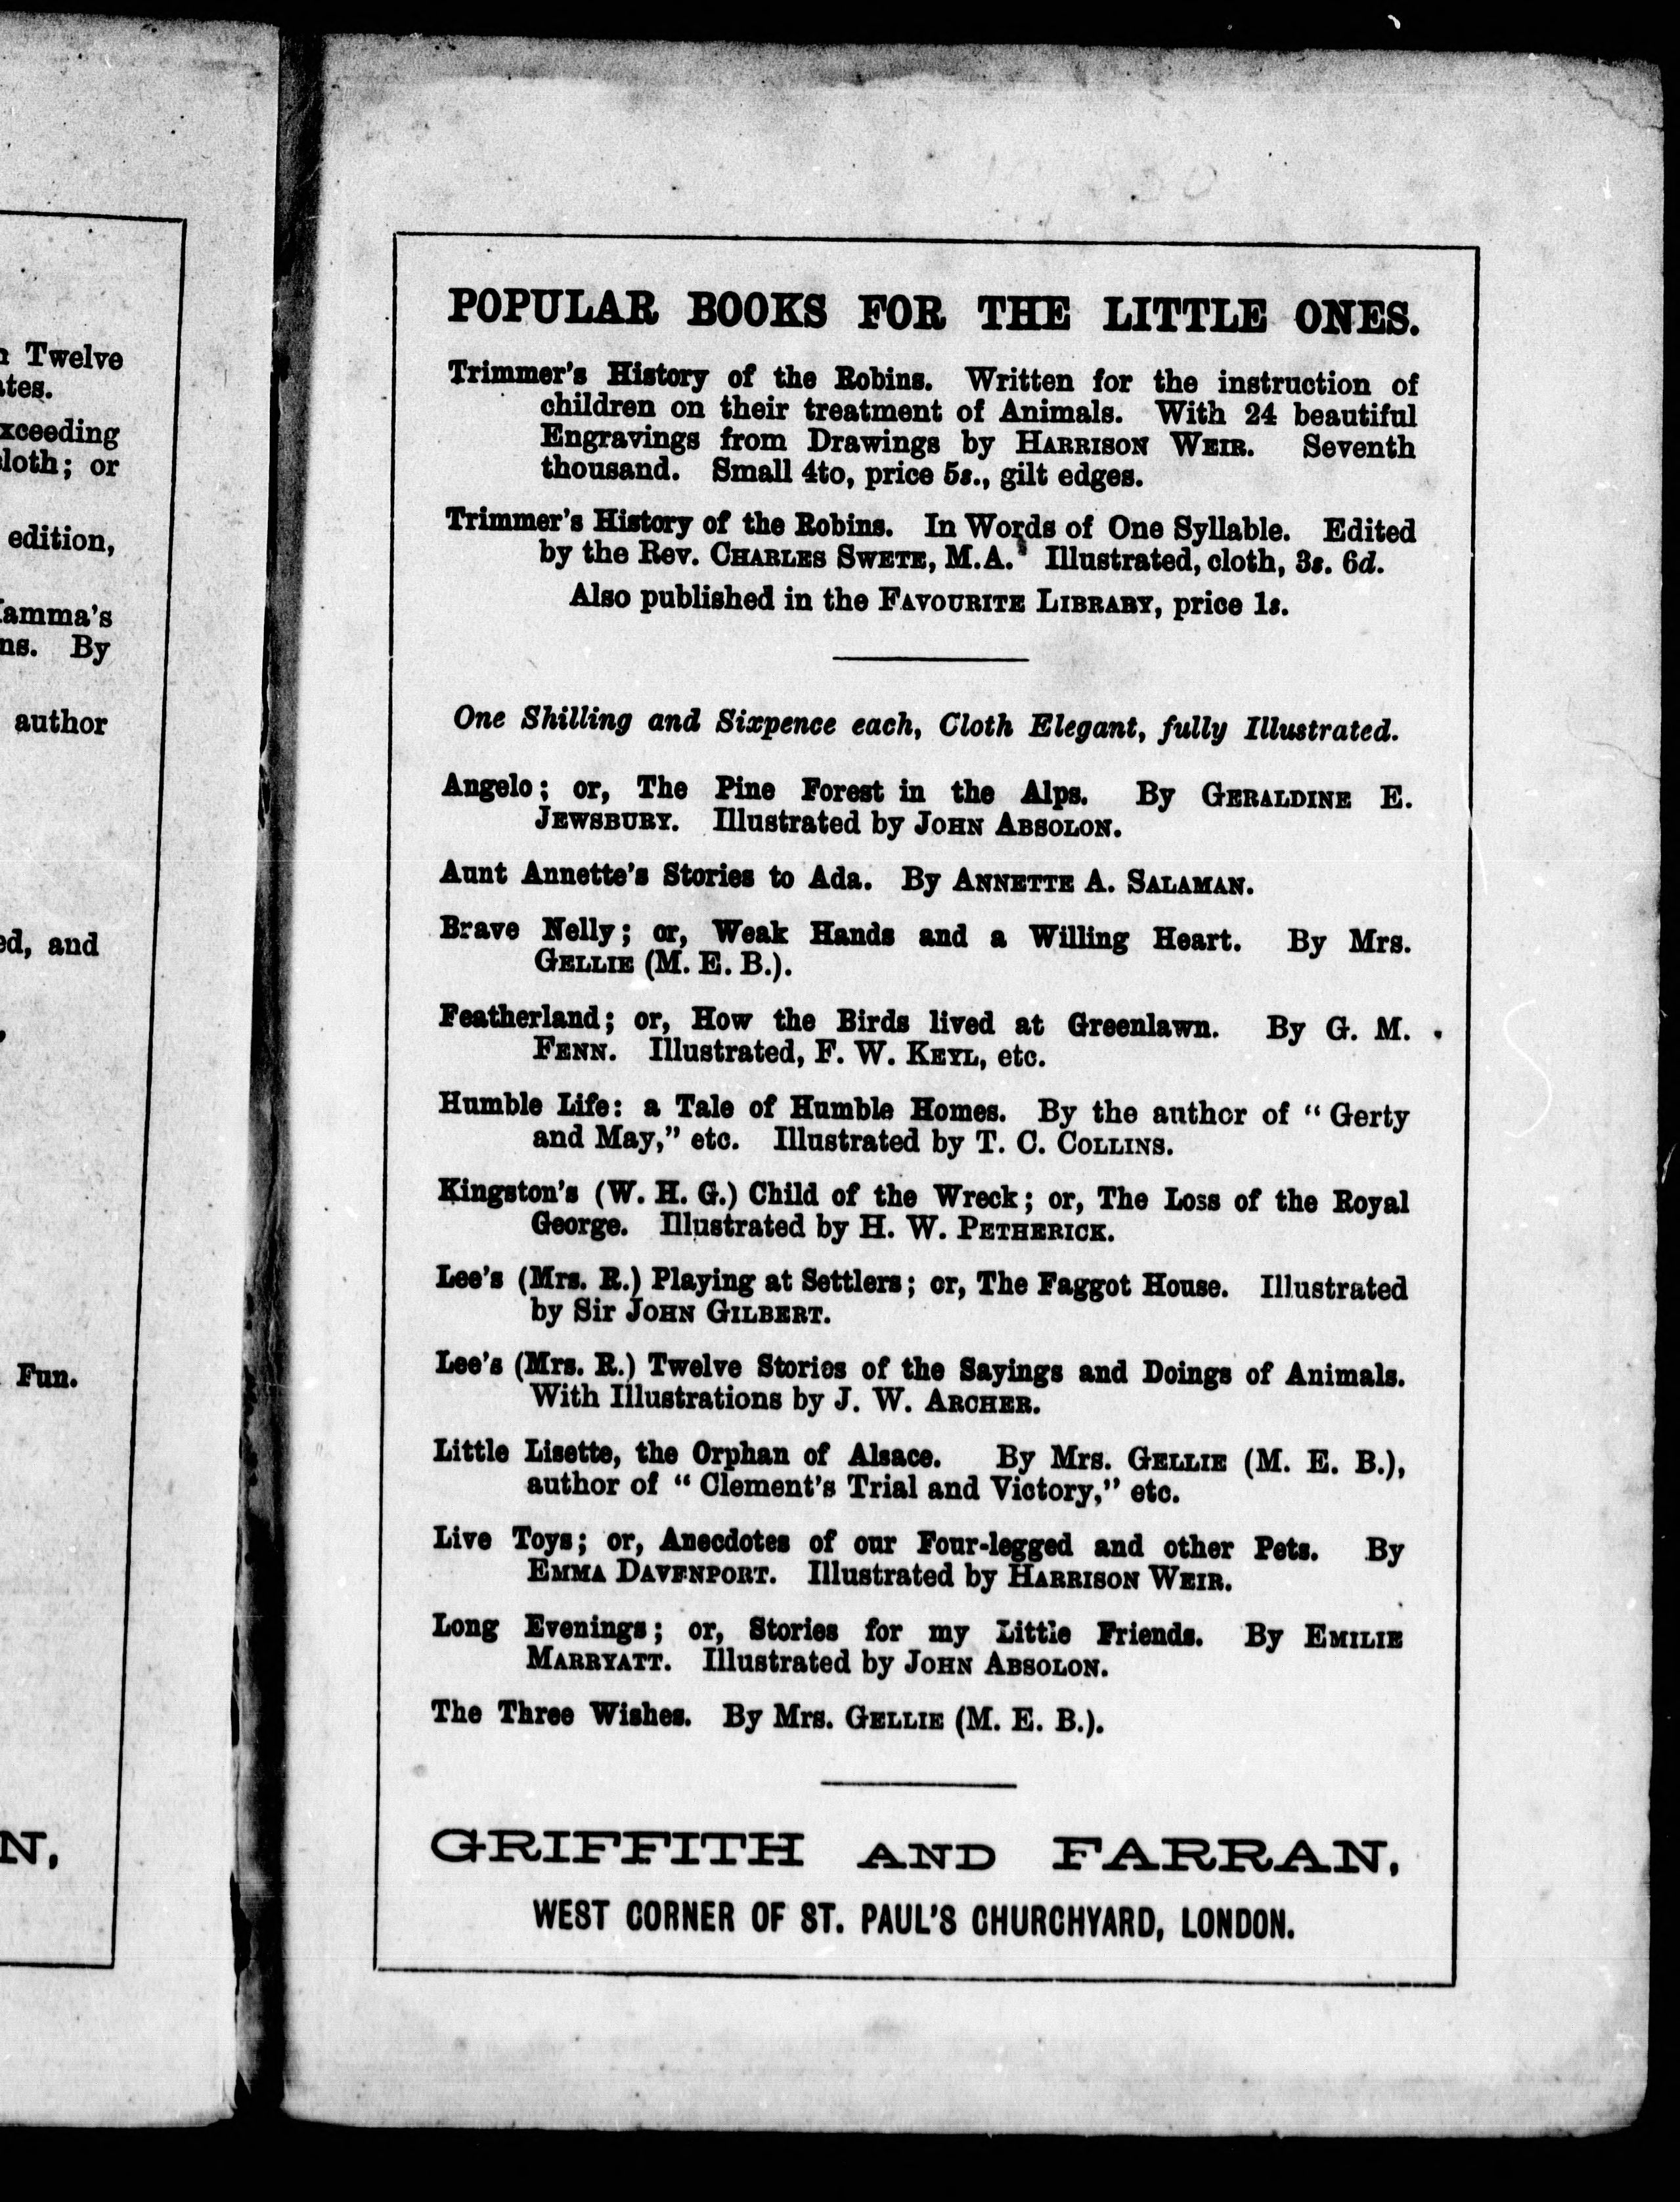 Twelve
tes.
xceeding
loth; or
edition,
amma's
ns. By
author
ed, and
Fun.
N,
POPULAR BOOKS FOR THE LITTLE ONES.
Trimmer's History of the Robins. Written for the instruction of
children on their treatment of Animals. With 24 beautiful
Engravings from Drawings by HARRISON WEIR. Seventh
thousand. Small 4to, price 5s., gilt edges.
Trimmer's History of the Robins. In Words of One Syllable. Edited
by the Rev. CHARLES SWETE, M.A. Illustrated, cloth, 3s. 6d.
Also published in the FAVOURITE LIBRARY, price 1s.
One Shilling and Sixpence each, Cloth Elegant, fully Illustrated.
Angelo; or, The Pine Forest in the Alps. By GERALDINE E.
JEWSBURY. Illustrated by JOHN ABSOLON.
Aunt Annette's Stories to Ada. By ANNETTE A. SALAMAN.
Brave Nelly; or, Weak Hands and a Willing Heart. By Mrs.
GELLIE (M. E. B.).
Featherland; or, How the Birds lived at Greenlawn. By G. M.
FENN. Illustrated, F. W. KEYL, etc.
Humble Life: a Tale of Humble Homes. By the author of "Gerty
and May," etc. Illustrated by T. C. COLLINS.
Kingston's (W. H. G.) Child of the Wreck; or, The Loss of the Royal
George. Illustrated by H. W. PETHERICK.
Lee's (Mrs. R.) Playing at Settlers; or, The Faggot House. Illustrated
by Sir JOHN GILBERT.
Lee's (Mrs. R.) Twelve Stories of the Sayings and Doings of Animals.
With Illustrations by J. W. ARCHER.
Little Lisette, the Orphan of Alsace. By Mrs. GELLIE (M. E. B.),
author of "Clement's Trial and Victory," etc.
Live Toys; or, Anecdotes of our Four-legged and other Pets. By
EMMA DAVENPORT. Illustrated by HARRISON WEIR.
Long Evenings; or, Stories for my Little Friends. By EMILIE
MARRYATT. Illustrated by JOHN ABSOLON.
The Three Wishes. By Mrs. GELLIE (M. E. B.).
GRIFFITH AND FARRAN,
WEST CORNER OF ST. PAUL'S CHURCHYARD, LONDON.